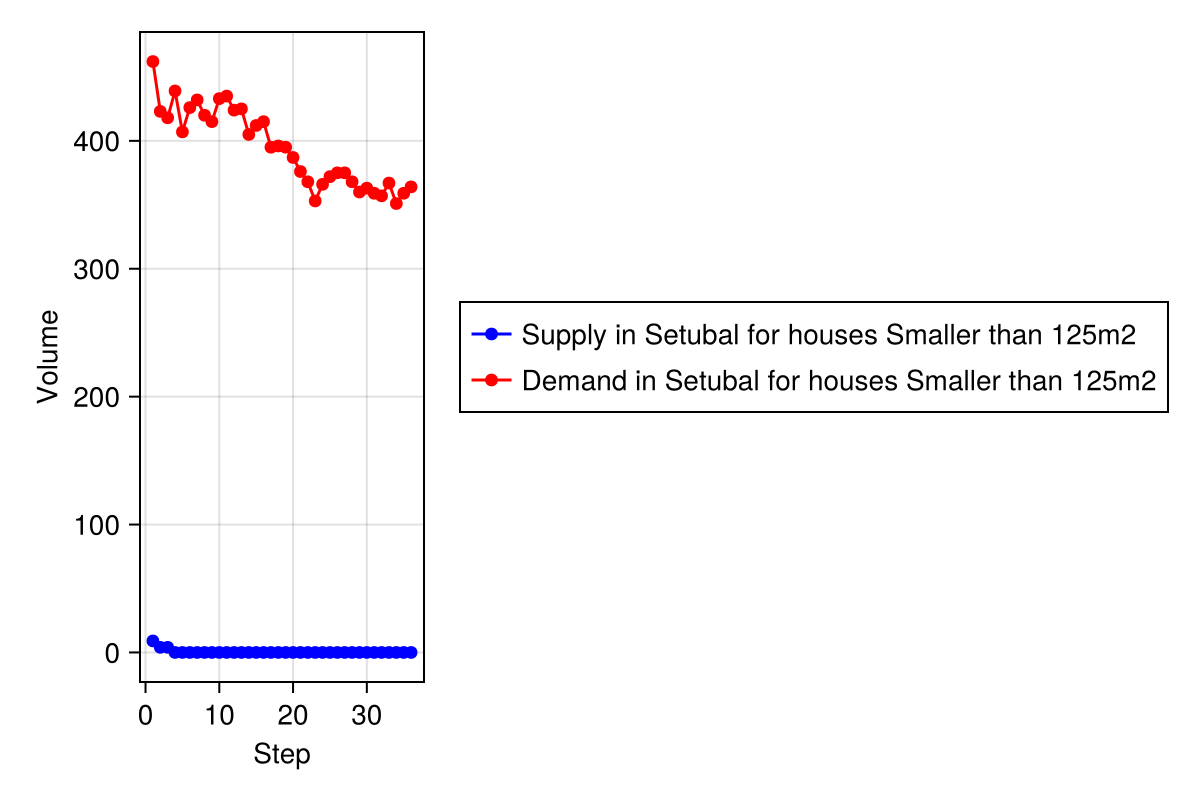 400
300
200
100
0
Volume
0 10 20 30
Step
Supply in Setubal for houses Smaller than 125m2
Demand in Setubal for houses Smaller than 125m2